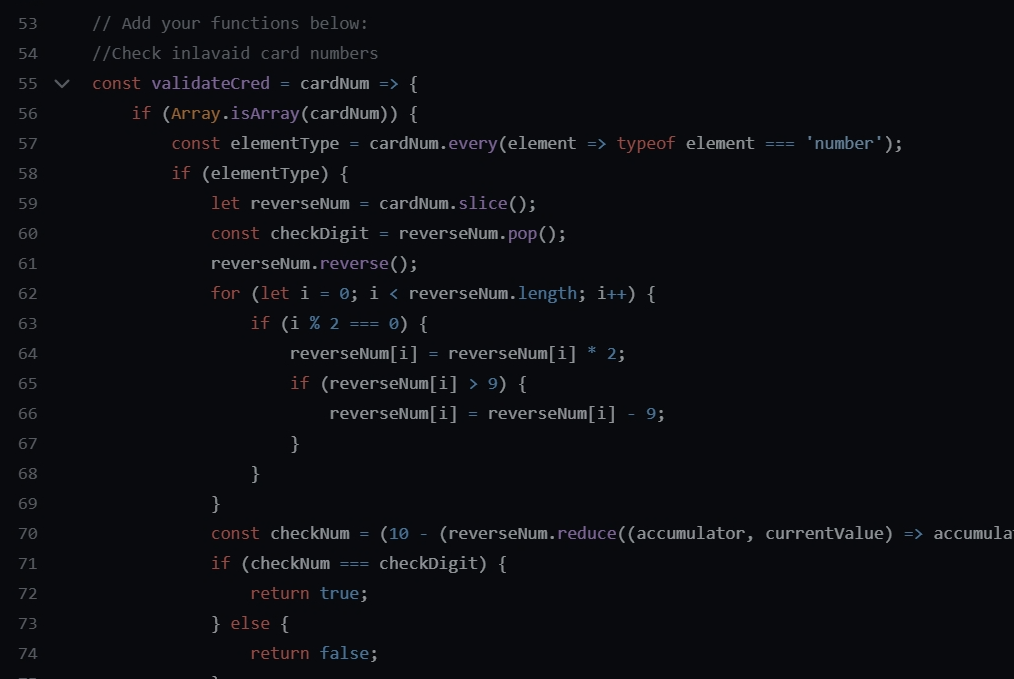 53 // Add your functions below:
54 //Check inlavaid card numbers
55 const validateCred = cardNum => {
56 if (Array.isArray(cardNum)) {
57 const elementType = cardNum.every(element => typeof element === 'number');
58 if (elementType) {
59 let reverseNum = cardNum.slice();
60 const checkDigit = reverseNum.pop();
61 reverseNum.reverse();
62 for (let i = 0; i < reverseNum.length; i++) {
63 if (i % 2 === 0) {
64 reverseNum[i] = reverseNum[i] * 2;
65 if (reverseNum[i] > 9) {
66 reverseNum[i] = reverseNum[i] - 9;
67 }
68 }
69 }
70 const checkNum = (10 - (reverseNum.reduce((accumulator, currentValue) => accumula
71 if (checkNum === checkDigit) {
72 return true;
73 } else {
74 return false;